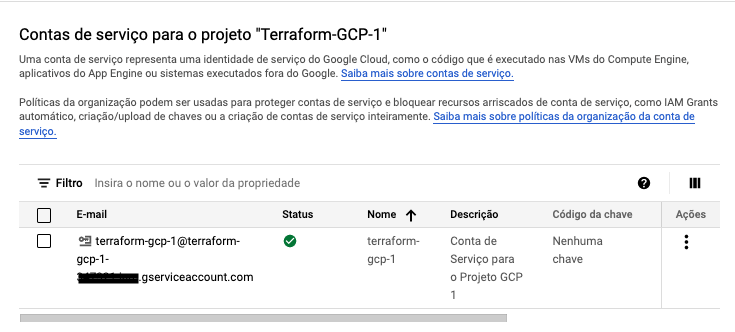 Contas de serviço para o projeto "Terraform-GCP-1"
Uma conta de serviço representa uma identidade de serviço do Google Cloud, como o código que é executado nas VMs do Compute Engine,
aplicativos do App Engine ou sistemas executados fora do Google. Saiba mais sobre contas de serviço.
Políticas da organização podem ser usadas para proteger contas de serviço e bloquear recursos arriscados de conta de serviço, como IAM Grants
automático, criação/upload de chaves ou a criação de contas de serviço inteiramente. Saiba mais sobre políticas da organização da conta de
serviço.
Filtro Insira o nome ou o valor da propriedade
E-mail Status Nome Descrição Código da chave Ações
terraform-gcp-1@terraform- terraform- Conta de Nenhuma
gcp-1- gcp-1 Serviço para chave
.gserviceaccount.com o Projeto GCP
1